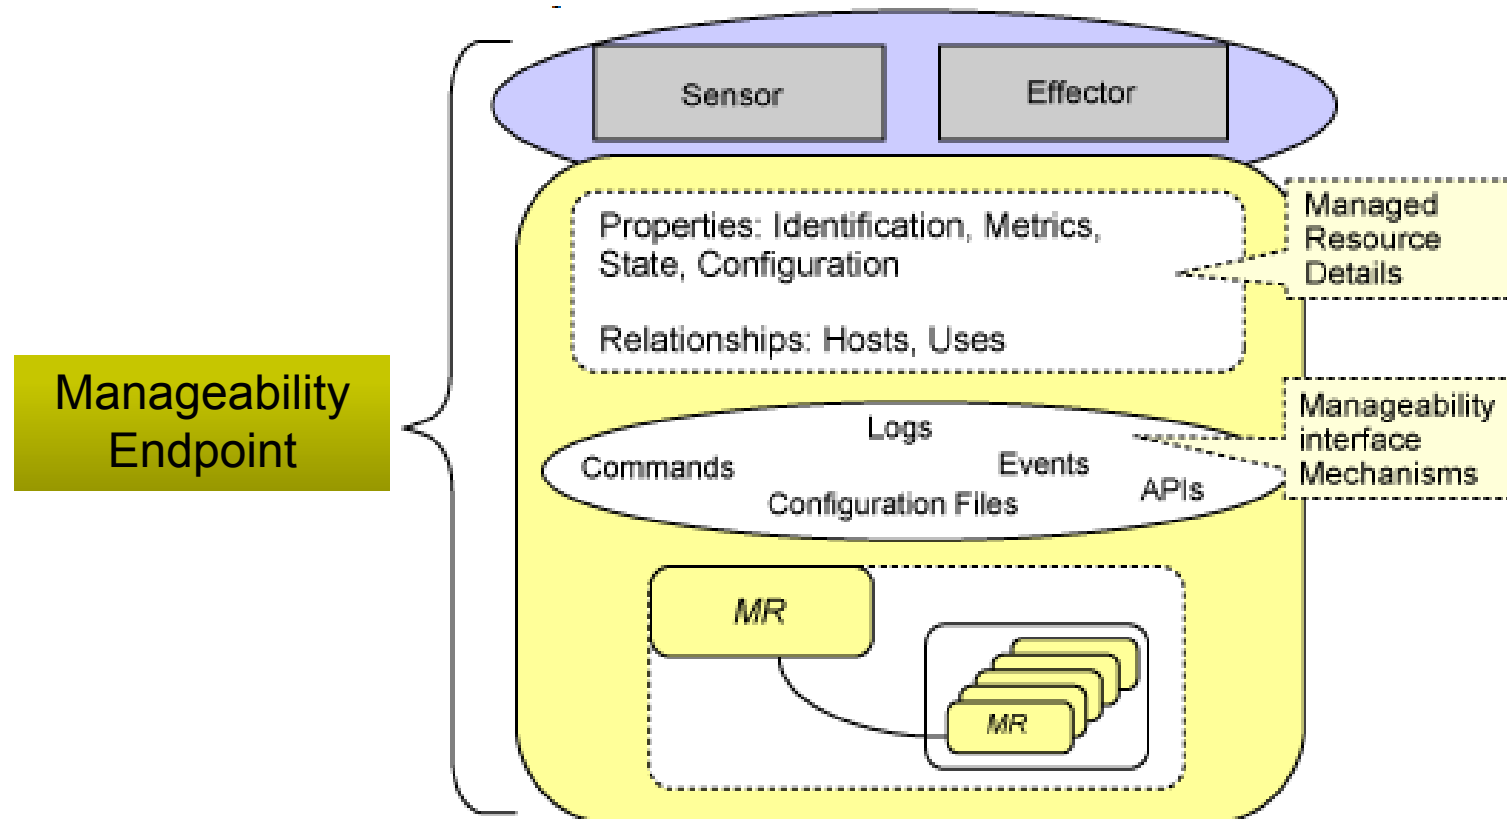 Sensor
Effector
Properties: Identification, Metrics,
State, Configuration
Relationships: Hosts, Uses
Managed
Resource
Details
Manageability
Endpoint
Manageability
interface
Mechanisms
Logs
Commands
Events
APIs
Configuration Files
MR
MR